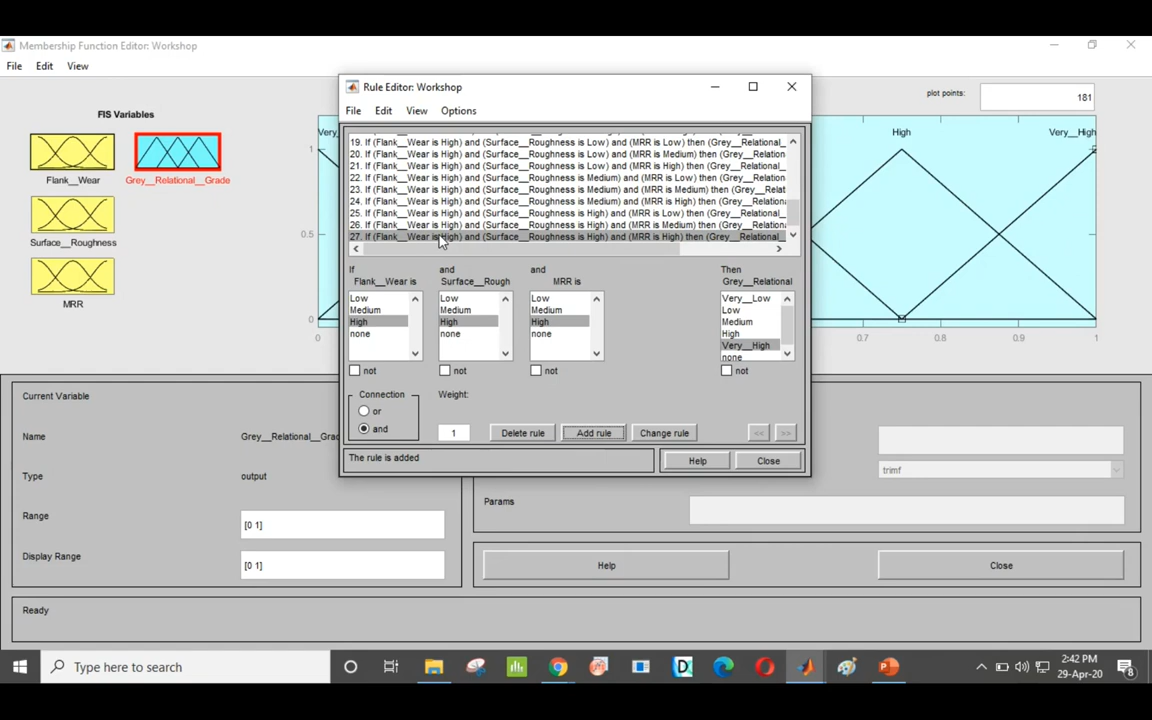 Membership Function Editor: Workshop
File Edit View
FIS Variables
Flank__Wear
Grey__Relational__Grade
Surface__Roughness
MRR
plot points:
181
Very__
High
Very__High
1
0.5
0
0
0.7
0.8
0.9
1
Rule Editor: Workshop
File Edit View Options
19. If (Flank__Wear is High) and (Surface__Roughness is Low) and (MRR is Low) then (Grey__Relational_
20. If (Flank__Wear is High) and (Surface__Roughness is Low) and (MRR is Medium) then (Grey__Relation
21. If (Flank__Wear is High) and (Surface__Roughness is Low) and (MRR is High) then (Grey__Relational_
22. If (Flank__Wear is High) and (Surface__Roughness is Medium) and (MRR is Low) then (Grey__Relation
23. If (Flank__Wear is High) and (Surface__Roughness is Medium) and (MRR is Medium) then (Grey__Relat
24. If (Flank__Wear is High) and (Surface__Roughness is Medium) and (MRR is High) then (Grey__Relation
25. If (Flank__Wear is High) and (Surface__Roughness is High) and (MRR is Low) then (Grey__Relational_
26. If (Flank__Wear is High) and (Surface__Roughness is High) and (MRR is Medium) then (Grey__Relation
27. If (Flank__Wear is High) and (Surface__Roughness is High) and (MRR is High) then (Grey__Relational_
If and and Then
Flank__Wear is Surface__Rough MRR is Grey__Relational
Low Low Low Very__Low
Medium Medium Medium Low
High High High Medium
none none none High
Very__High
none
not not not not
Connection
or
and
Weight:
1
Delete rule Add rule Change rule << >>
The rule is added
Help Close
Current Variable
Name Grey__Relational__Grad
Type output
Range [0 1]
Display Range [0 1]
trimf
Params
Help Close
Ready
Type here to search
2:42 PM
29-Apr-20
8